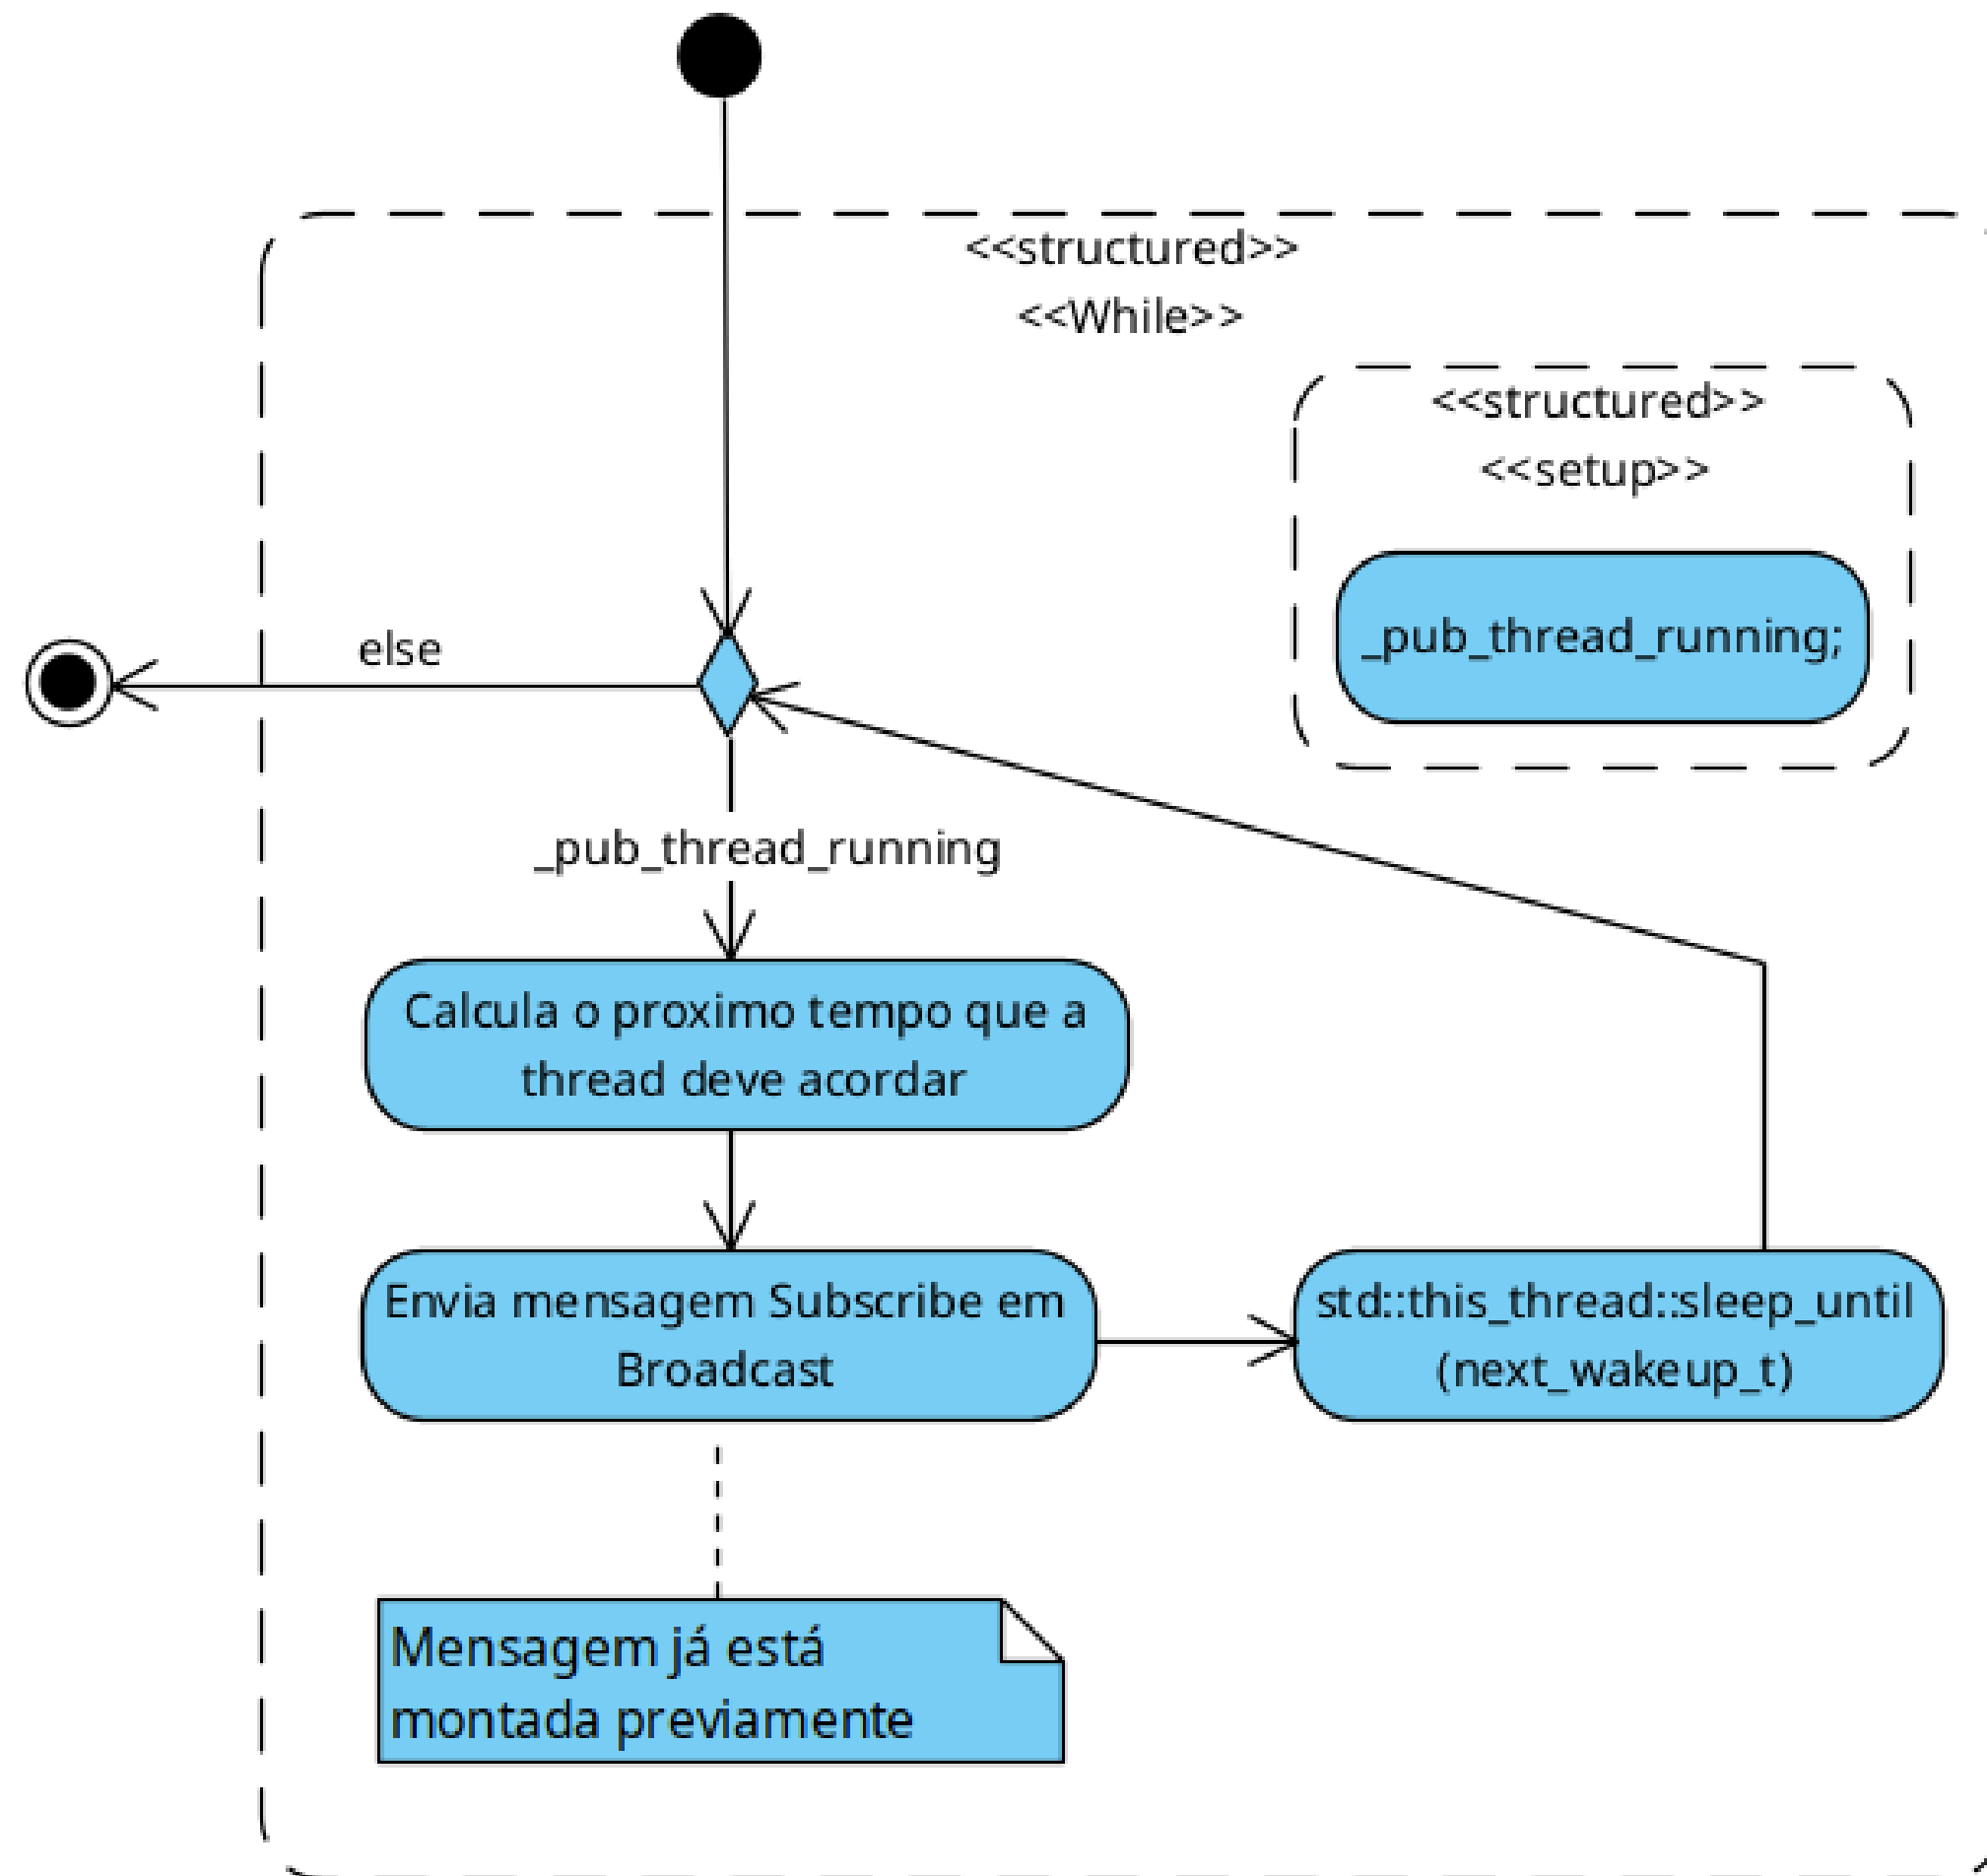 <<structured>>
<<While>>
<<structured>>
<<setup>>
_pub_thread_running;
else
_pub_thread_running
Calcula o proximo tempo que a
thread deve acordar
Envia mensagem Subscribe em
Broadcast
std::this_thread::sleep_until
(next_wakeup_t)
Mensagem já está
montada previamente